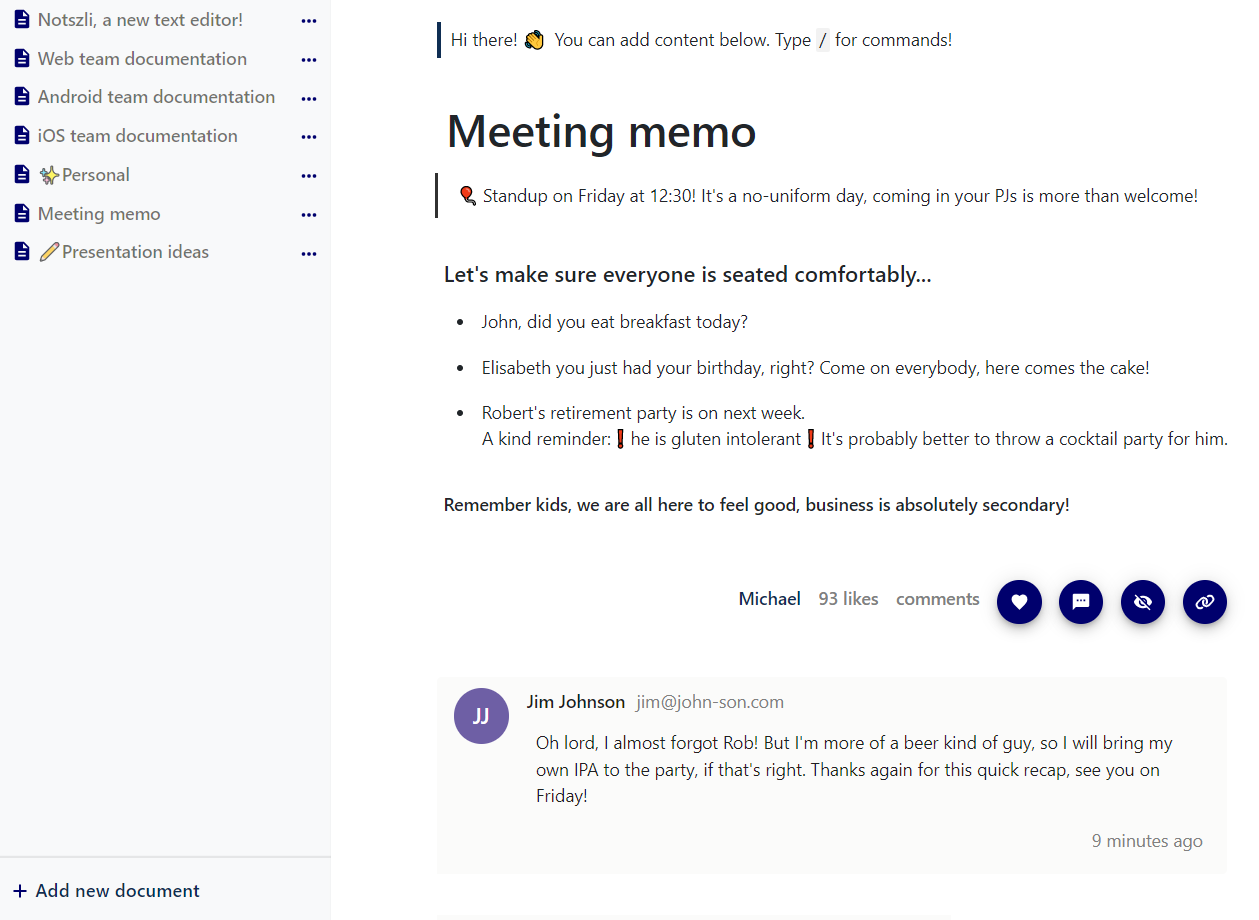 Notszli, a new text editor!
Web team documentation
Android team documentation
iOS team documentation
✨Personal
Meeting memo
✏️Presentation ideas
Add new document
Hi there! 👏 You can add content below. Type / for commands!
Meeting memo
🎈 Standup on Friday at 12:30! It's a no-uniform day, coming in your PJs is more than welcome!
Let's make sure everyone is seated comfortably...
• John, did you eat breakfast today?
• Elisabeth you just had your birthday, right? Come on everybody, here comes the cake!
• Robert's retirement party is on next week.
A kind reminder:❗he is gluten intolerant❗It's probably better to throw a cocktail party for him.
Remember kids, we are all here to feel good, business is absolutely secondary!
Michael 93 likes comments
JJ
Jim Johnson jim@john-son.com
Oh lord, I almost forgot Rob! But I'm more of a beer kind of guy, so I will bring my
own IPA to the party, if that's right. Thanks again for this quick recap, see you on
Friday!
9 minutes ago